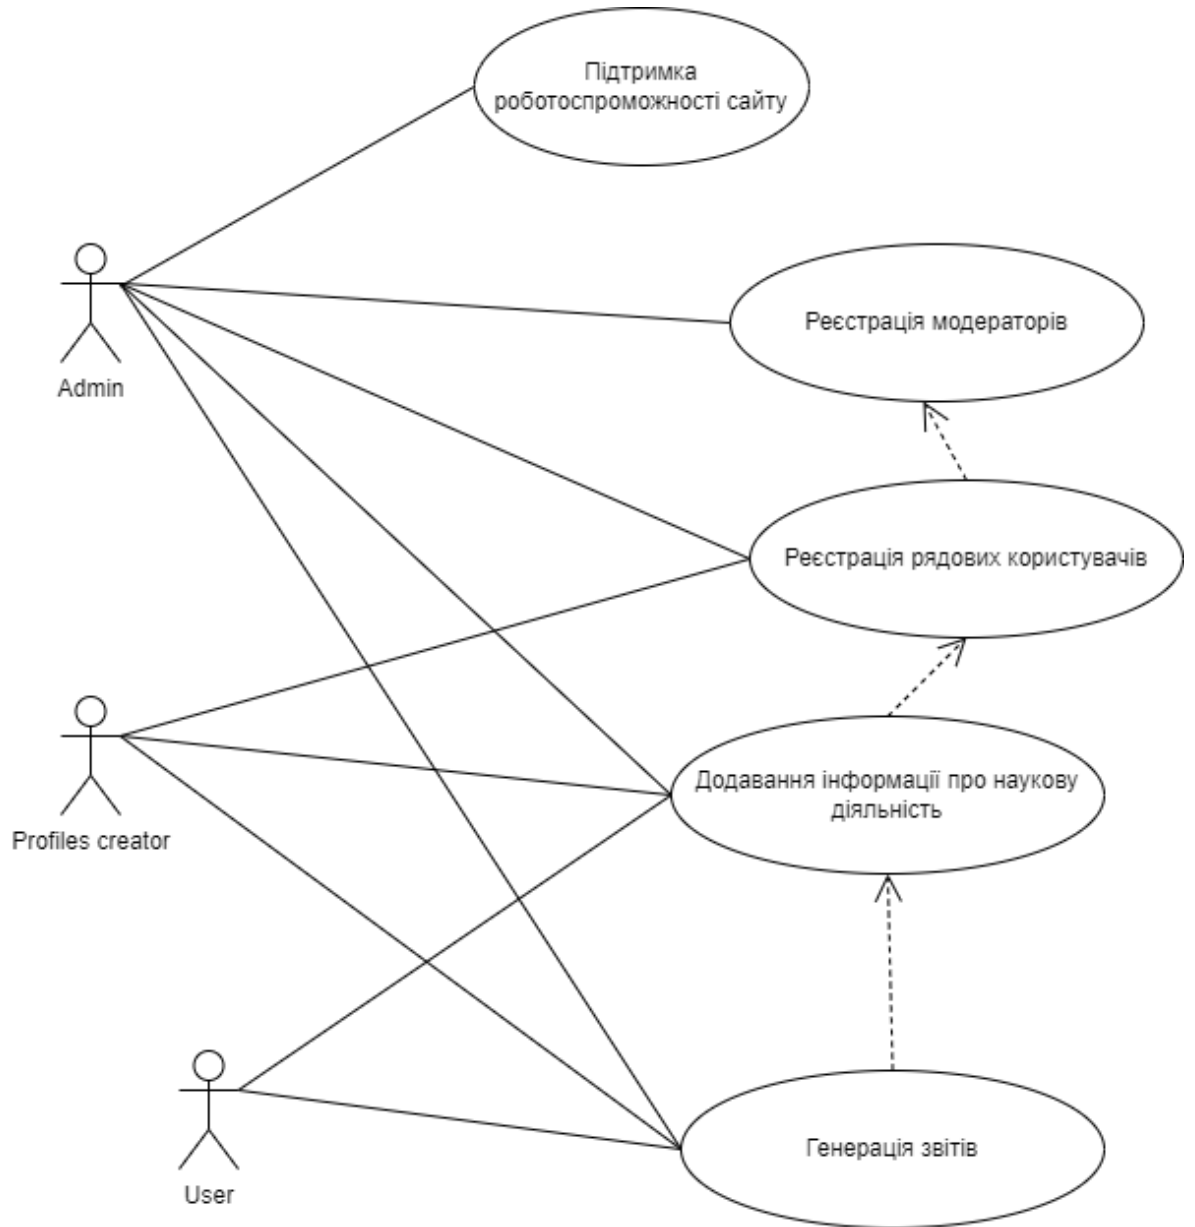 Підтримка
роботоспроможності сайту
Admin
Реєстрація модераторів
Реєстрація рядових користувачів
Profiles creator
Додавання інформації про наукову
діяльність
User
Генерація звітів